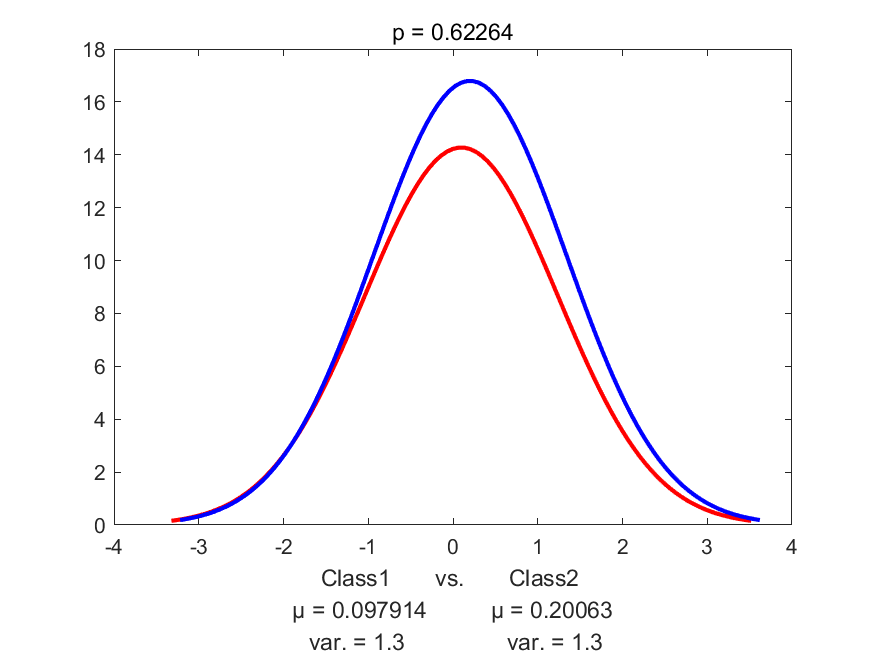 p = 0.62264
18
16
14
12
10
8
6
4
2
0
-4 -3 -2 -1 0 1 2 3 4
Class1 vs. Class2
μ = 0.097914 μ = 0.20063
var. = 1.3 var. = 1.3